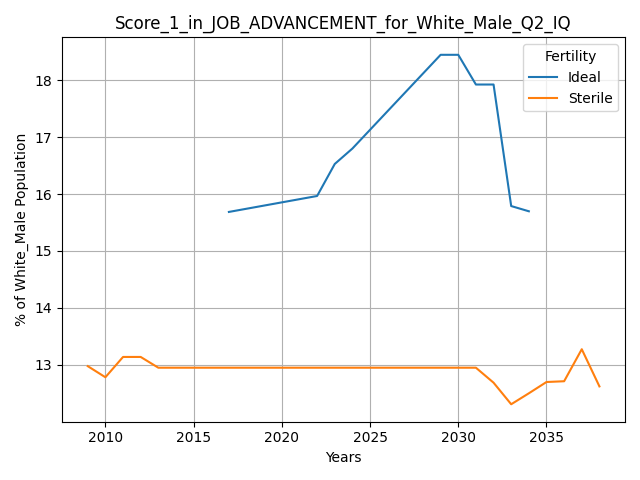 Score_1_in_JOB_ADVANCEMENT_for_White_Male_Q2_IQ
Fertility
Ideal
Sterile
% of White_Male Population
18
17
16
15
14
13
2010 2015 2020 2025 2030 2035
Years